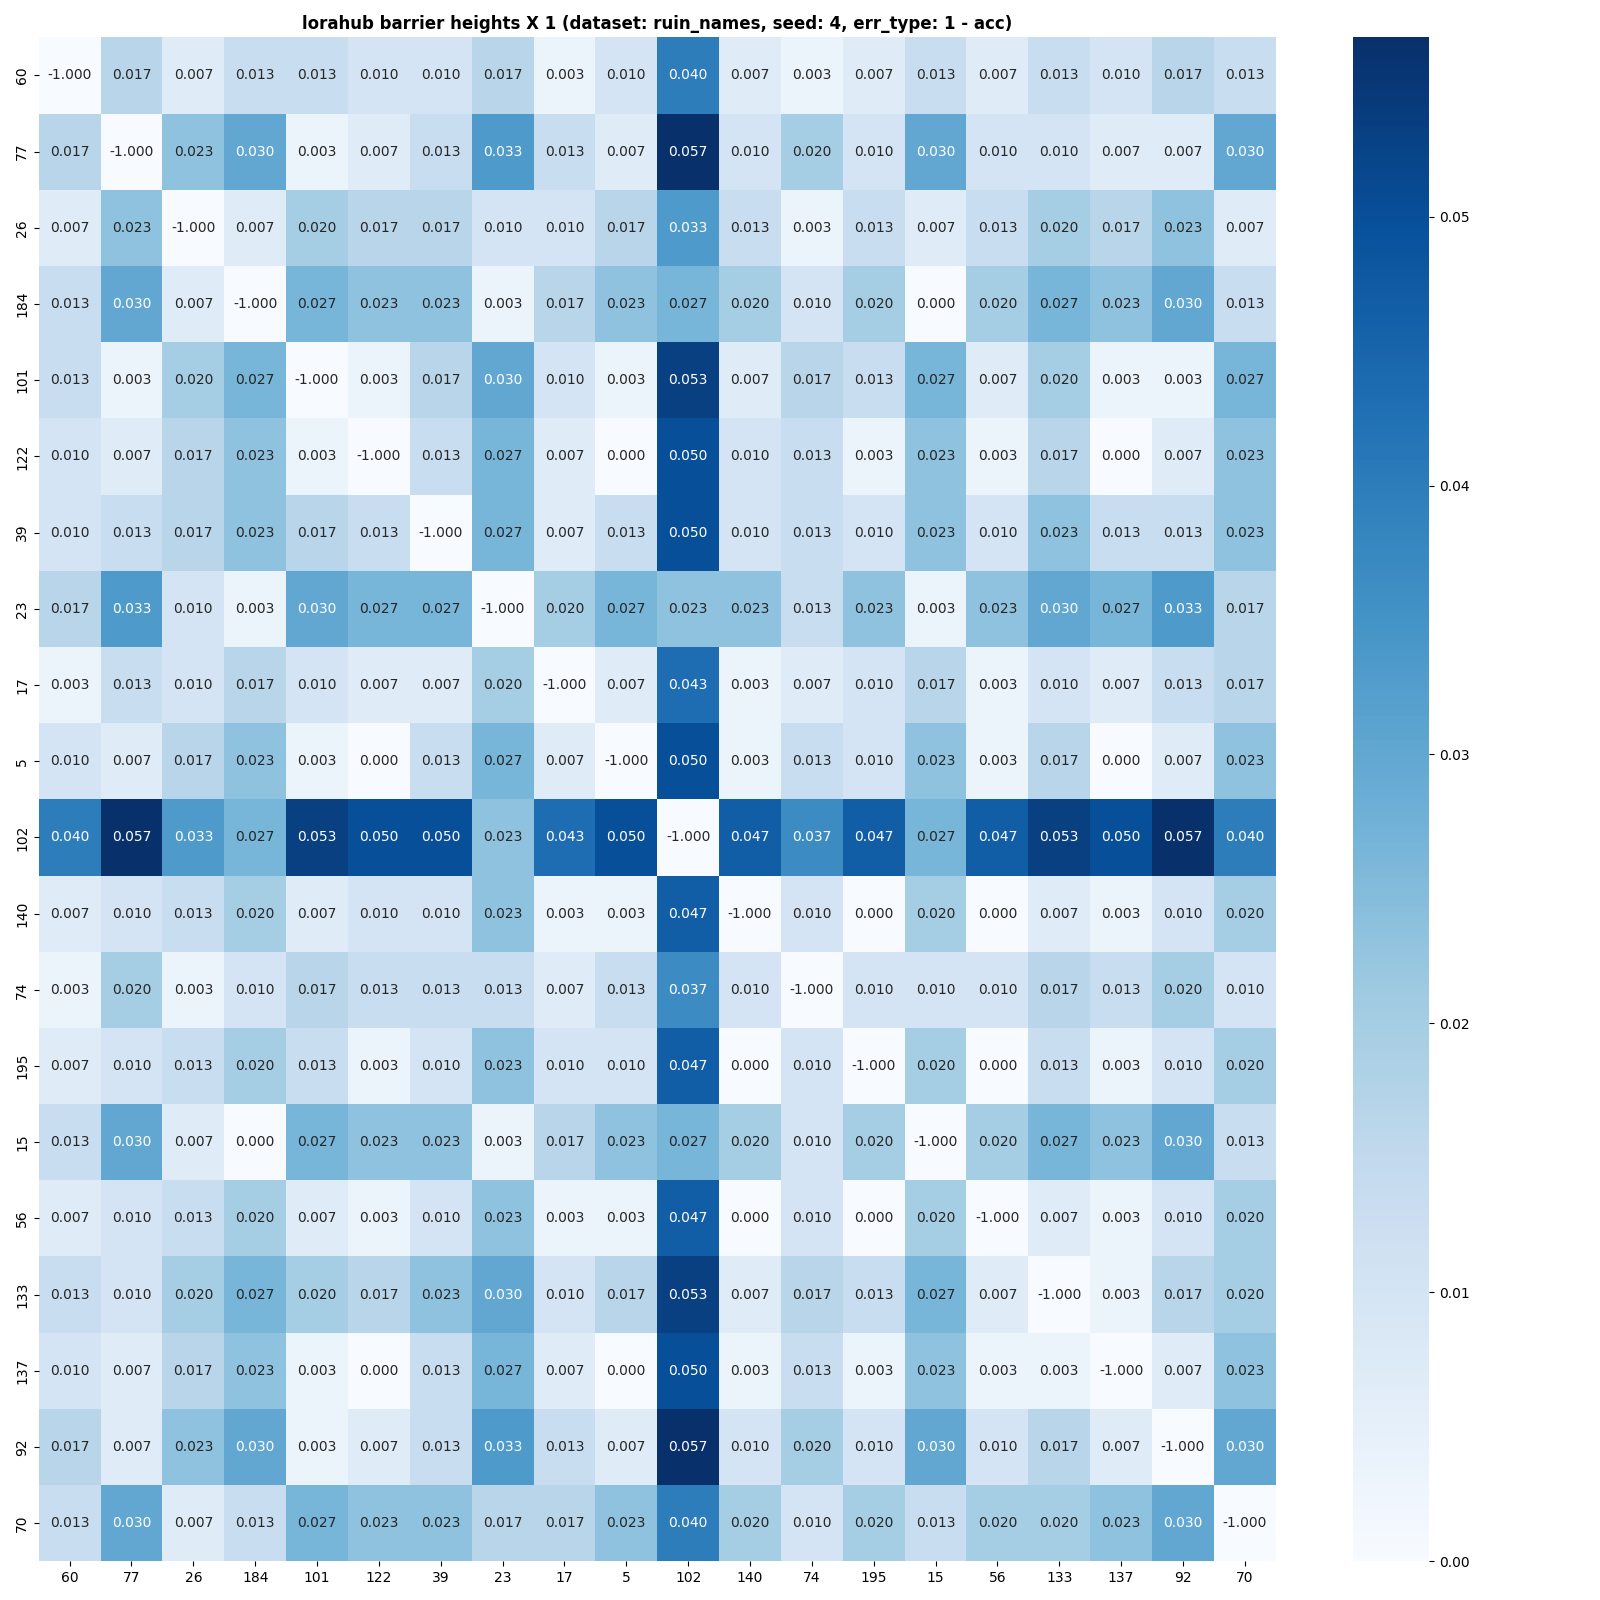 lorahub barrier heights X 1 (dataset: ruin_names, seed: 4, err_type: 1 - acc)
60 -1.000 0.017 0.007 0.013 0.013 0.010 0.010 0.017 0.003 0.010 0.040 0.007 0.003 0.007 0.013 0.007 0.013 0.010 0.017 0.013
77 0.017 -1.000 0.023 0.030 0.003 0.007 0.013 0.033 0.013 0.007 0.057 0.010 0.020 0.010 0.030 0.010 0.010 0.007 0.007 0.030
26 0.007 0.023 -1.000 0.007 0.020 0.017 0.017 0.010 0.010 0.017 0.033 0.013 0.003 0.013 0.007 0.013 0.020 0.017 0.023 0.007
184 0.013 0.030 0.007 -1.000 0.027 0.023 0.023 0.003 0.017 0.023 0.027 0.020 0.010 0.020 0.000 0.020 0.027 0.023 0.030 0.013
101 0.013 0.003 0.020 0.027 -1.000 0.003 0.017 0.030 0.010 0.003 0.053 0.007 0.017 0.013 0.027 0.007 0.020 0.003 0.003 0.027
122 0.010 0.007 0.017 0.023 0.003 -1.000 0.013 0.027 0.007 0.000 0.050 0.010 0.013 0.003 0.023 0.003 0.017 0.000 0.007 0.023
39 0.010 0.013 0.017 0.023 0.017 0.013 -1.000 0.027 0.007 0.013 0.050 0.010 0.013 0.010 0.023 0.010 0.023 0.013 0.013 0.023
23 0.017 0.033 0.010 0.003 0.030 0.027 0.027 -1.000 0.020 0.027 0.023 0.023 0.013 0.023 0.003 0.023 0.030 0.027 0.033 0.017
17 0.003 0.013 0.010 0.017 0.010 0.007 0.007 0.020 -1.000 0.007 0.043 0.003 0.007 0.010 0.017 0.003 0.010 0.007 0.013 0.017
5 0.010 0.007 0.017 0.023 0.003 0.000 0.013 0.027 0.007 -1.000 0.050 0.003 0.013 0.010 0.023 0.003 0.017 0.000 0.007 0.023
102 0.040 0.057 0.033 0.027 0.053 0.050 0.050 0.023 0.043 0.050 -1.000 0.047 0.037 0.047 0.027 0.047 0.053 0.050 0.057 0.040
140 0.007 0.010 0.013 0.020 0.007 0.010 0.010 0.023 0.003 0.003 0.047 -1.000 0.010 0.000 0.020 0.000 0.007 0.003 0.010 0.020
74 0.003 0.020 0.003 0.010 0.017 0.013 0.013 0.013 0.007 0.013 0.037 0.010 -1.000 0.010 0.010 0.010 0.017 0.013 0.020 0.010
195 0.007 0.010 0.013 0.020 0.013 0.003 0.010 0.023 0.010 0.010 0.047 0.000 0.010 -1.000 0.020 0.000 0.013 0.003 0.010 0.020
15 0.013 0.030 0.007 0.000 0.027 0.023 0.023 0.003 0.017 0.023 0.027 0.020 0.010 0.020 -1.000 0.020 0.027 0.023 0.030 0.013
56 0.007 0.010 0.013 0.020 0.007 0.003 0.010 0.023 0.003 0.003 0.047 0.000 0.010 0.000 0.020 -1.000 0.007 0.003 0.010 0.020
133 0.013 0.010 0.020 0.027 0.020 0.017 0.023 0.030 0.010 0.017 0.053 0.007 0.017 0.013 0.027 0.007 -1.000 0.003 0.017 0.020
137 0.010 0.007 0.017 0.023 0.003 0.000 0.013 0.027 0.007 0.000 0.050 0.003 0.013 0.003 0.023 0.003 0.003 -1.000 0.007 0.023
92 0.017 0.007 0.023 0.030 0.003 0.007 0.013 0.033 0.013 0.007 0.057 0.010 0.020 0.010 0.030 0.010 0.017 0.007 -1.000 0.030
70 0.013 0.030 0.007 0.013 0.027 0.023 0.023 0.017 0.017 0.023 0.040 0.020 0.010 0.020 0.013 0.020 0.020 0.023 0.030 -1.000
60 77 26 184 101 122 39 23 17 5 102 140 74 195 15 56 133 137 92 70
0.05
0.04
0.03
0.02
0.01
0.00